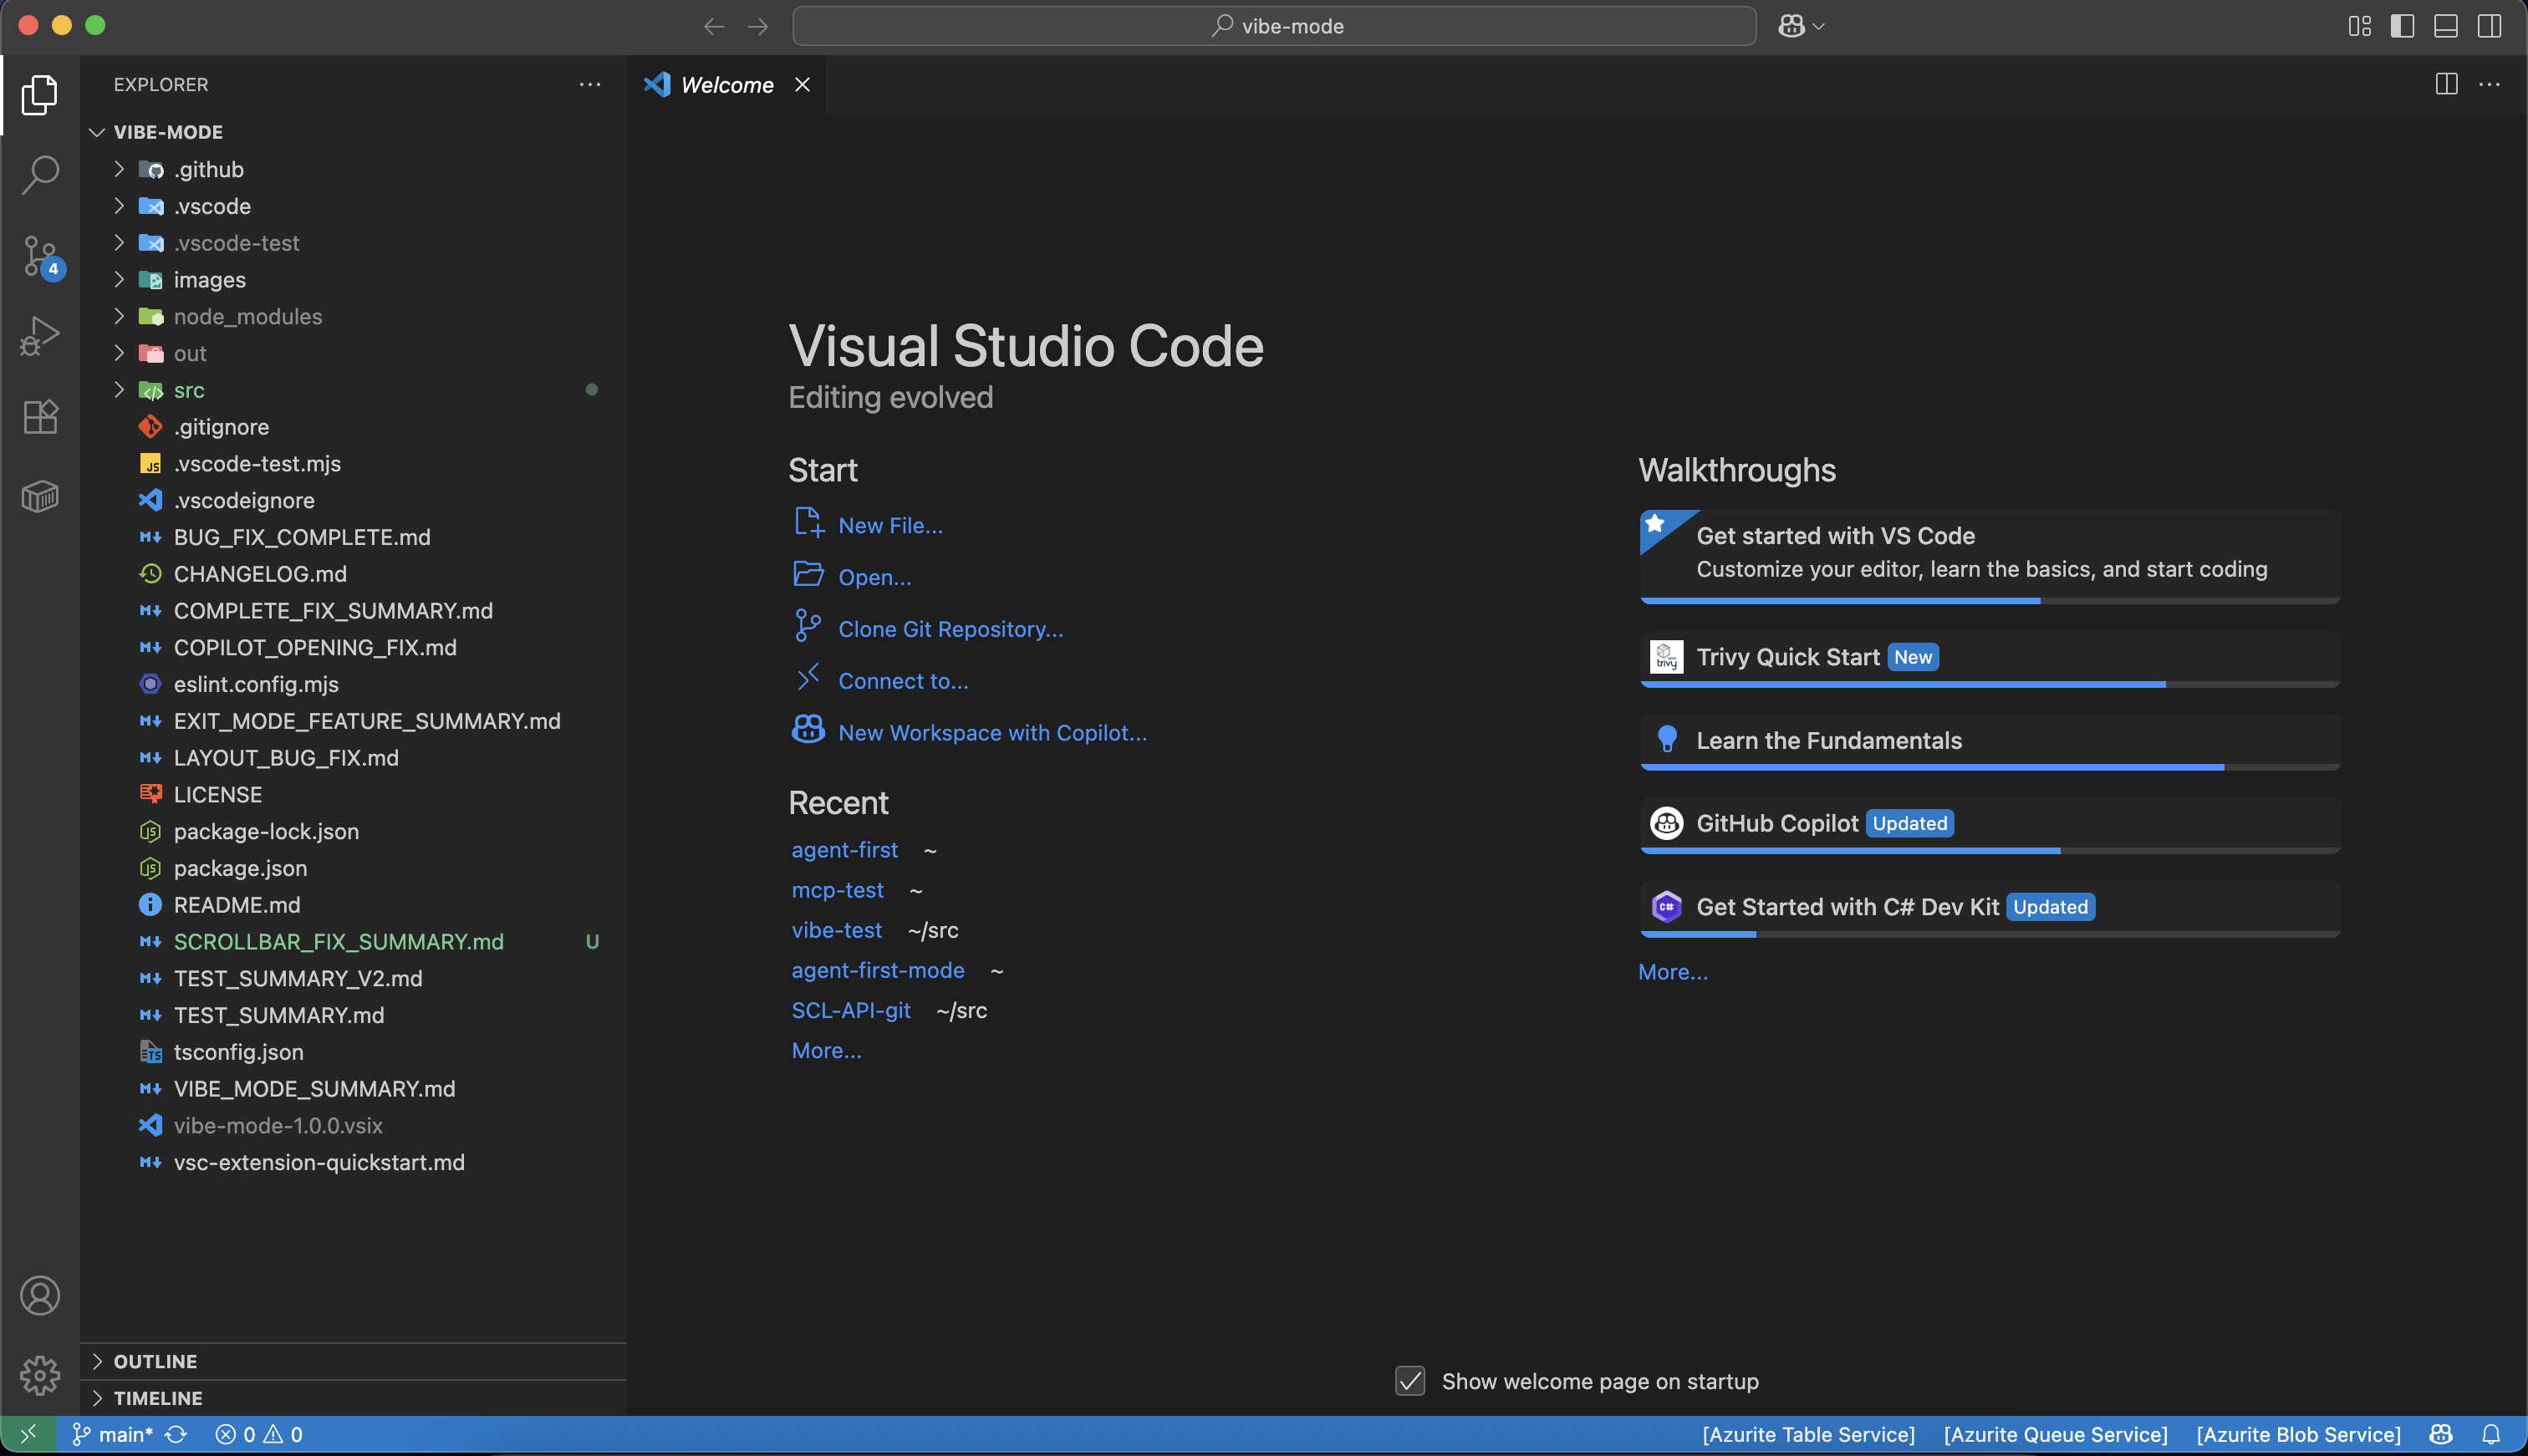 vibe-mode
EXPLORER
Welcome
VIBE-MODE
.github
.vscode
.vscode-test
images
node_modules
out
src
.gitignore
.vscode-test.mjs
.vscodeignore
BUG_FIX_COMPLETE.md
CHANGELOG.md
COMPLETE_FIX_SUMMARY.md
COPILOT_OPENING_FIX.md
eslint.config.mjs
EXIT_MODE_FEATURE_SUMMARY.md
LAYOUT_BUG_FIX.md
LICENSE
package-lock.json
package.json
README.md
SCROLLBAR_FIX_SUMMARY.md U
TEST_SUMMARY_V2.md
TEST_SUMMARY.md
tsconfig.json
VIBE_MODE_SUMMARY.md
vibe-mode-1.0.0.vsix
vsc-extension-quickstart.md
OUTLINE
TIMELINE
4
Visual Studio Code
Editing evolved
Start
New File...
Open...
Clone Git Repository...
Connect to...
New Workspace with Copilot...
Recent
agent-first ~
mcp-test ~
vibe-test ~/src
agent-first-mode ~
SCL-API-git ~/src
More...
Walkthroughs
Get started with VS Code
Customize your editor, learn the basics, and start coding
trivy
Trivy Quick Start New
Learn the Fundamentals
GitHub Copilot Updated
C#
Get Started with C# Dev Kit Updated
More...
Show welcome page on startup
main* 0 0
[Azurite Table Service] [Azurite Queue Service] [Azurite Blob Service]